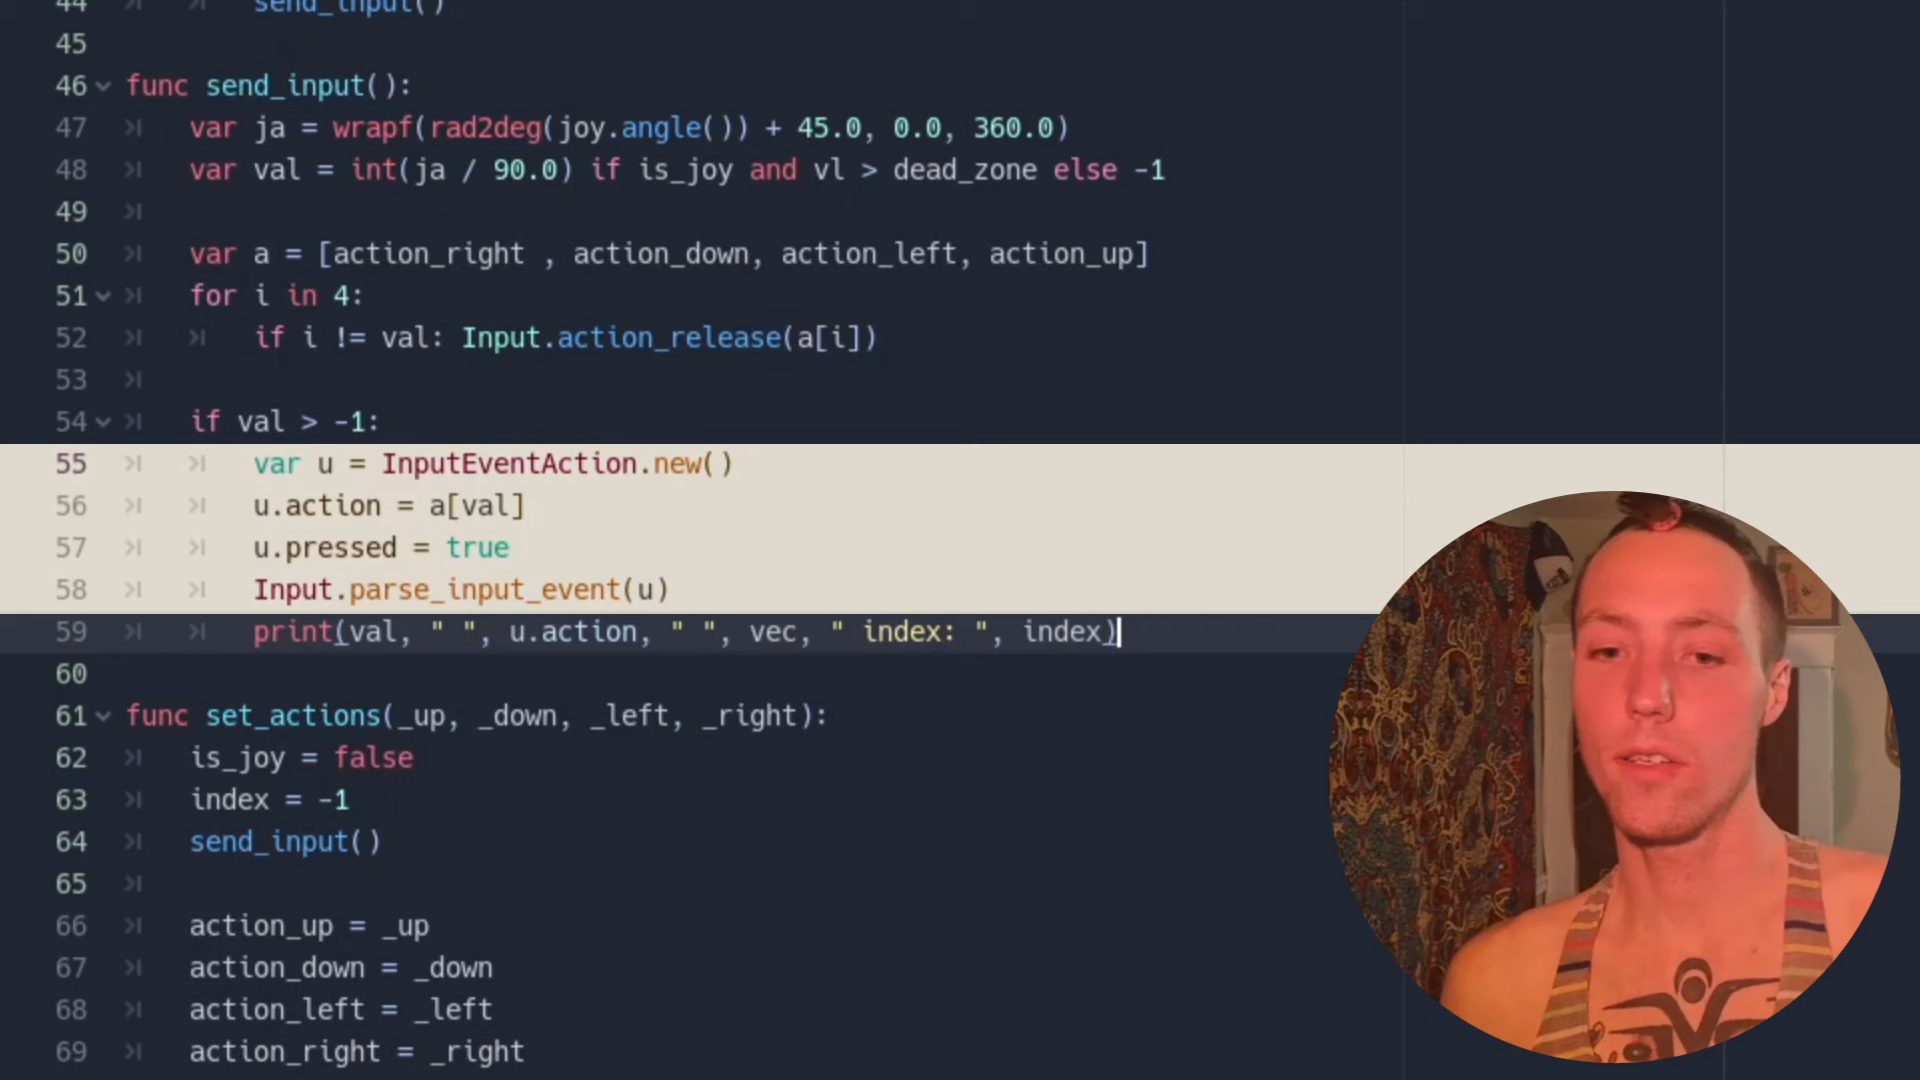 44 send_input()
45
46 func send_input():
47 var ja = wrapf(rad2deg(joy.angle()) + 45.0, 0.0, 360.0)
48 var val = int(ja / 90.0) if is_joy and vl > dead_zone else -1
49
50 var a = [action_right , action_down, action_left, action_up]
51 for i in 4:
52 if i != val: Input.action_release(a[i])
53
54 if val > -1:
55 var u = InputEventAction.new()
56 u.action = a[val]
57 u.pressed = true
58 Input.parse_input_event(u)
59 print(val, " ", u.action, " ", vec, " index: ", index)
60
61 func set_actions(_up, _down, _left, _right):
62 is_joy = false
63 index = -1
64 send_input()
65
66 action_up = _up
67 action_down = _down
68 action_left = _left
69 action_right = _right